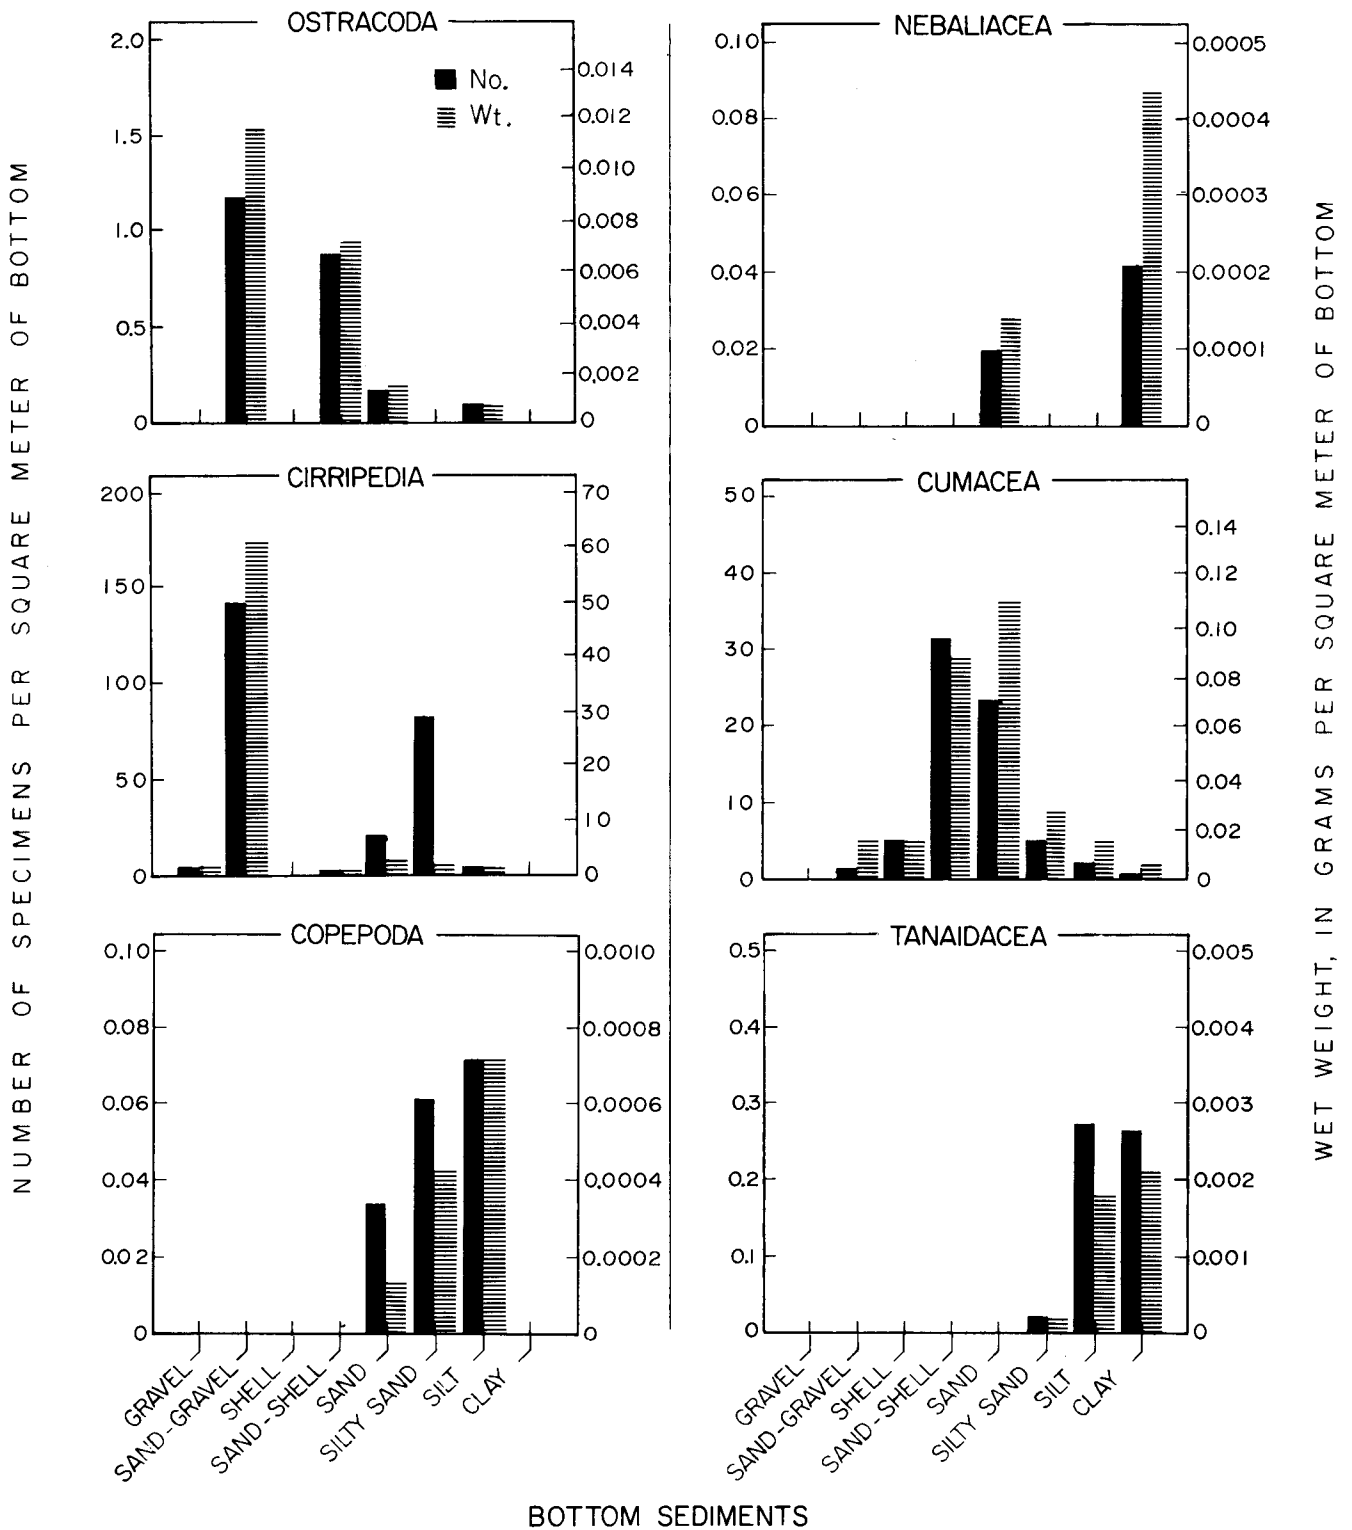 NUMBER OF SPECIMENS PER SQUARE METER OF BOTTOM
OSTRACODA
No.
Wt.
2.0
1.5
1.0
0.5
0
0.014
0.012
0.010
0.008
0.006
0.004
0.002
0
NEBALIACEA
0.10
0.08
0.06
0.04
0.02
0
0.0005
0.0004
0.0003
0.0002
0.0001
0
CIRRIPEDIA
200
150
100
50
0
70
60
50
40
30
20
10
0
CUMACEA
50
40
30
20
10
0
0.14
0.12
0.10
0.08
0.06
0.04
0.02
0
COPEPODA
0.10
0.08
0.06
0.04
0.02
0
0.0010
0.0008
0.0006
0.0004
0.0002
0
GRAVEL
SAND-GRAVEL
SHELL
SAND-SHELL
SAND
SILTY SAND
SILT
CLAY
TANAIDACEA
0.5
0.4
0.3
0.2
0.1
0
0.005
0.004
0.003
0.002
0.001
0
GRAVEL
SAND-GRAVEL
SHELL
SAND-SHELL
SAND
SILTY SAND
SILT
CLAY
WET WEIGHT, IN GRAMS PER SQUARE METER OF BOTTOM
BOTTOM SEDIMENTS